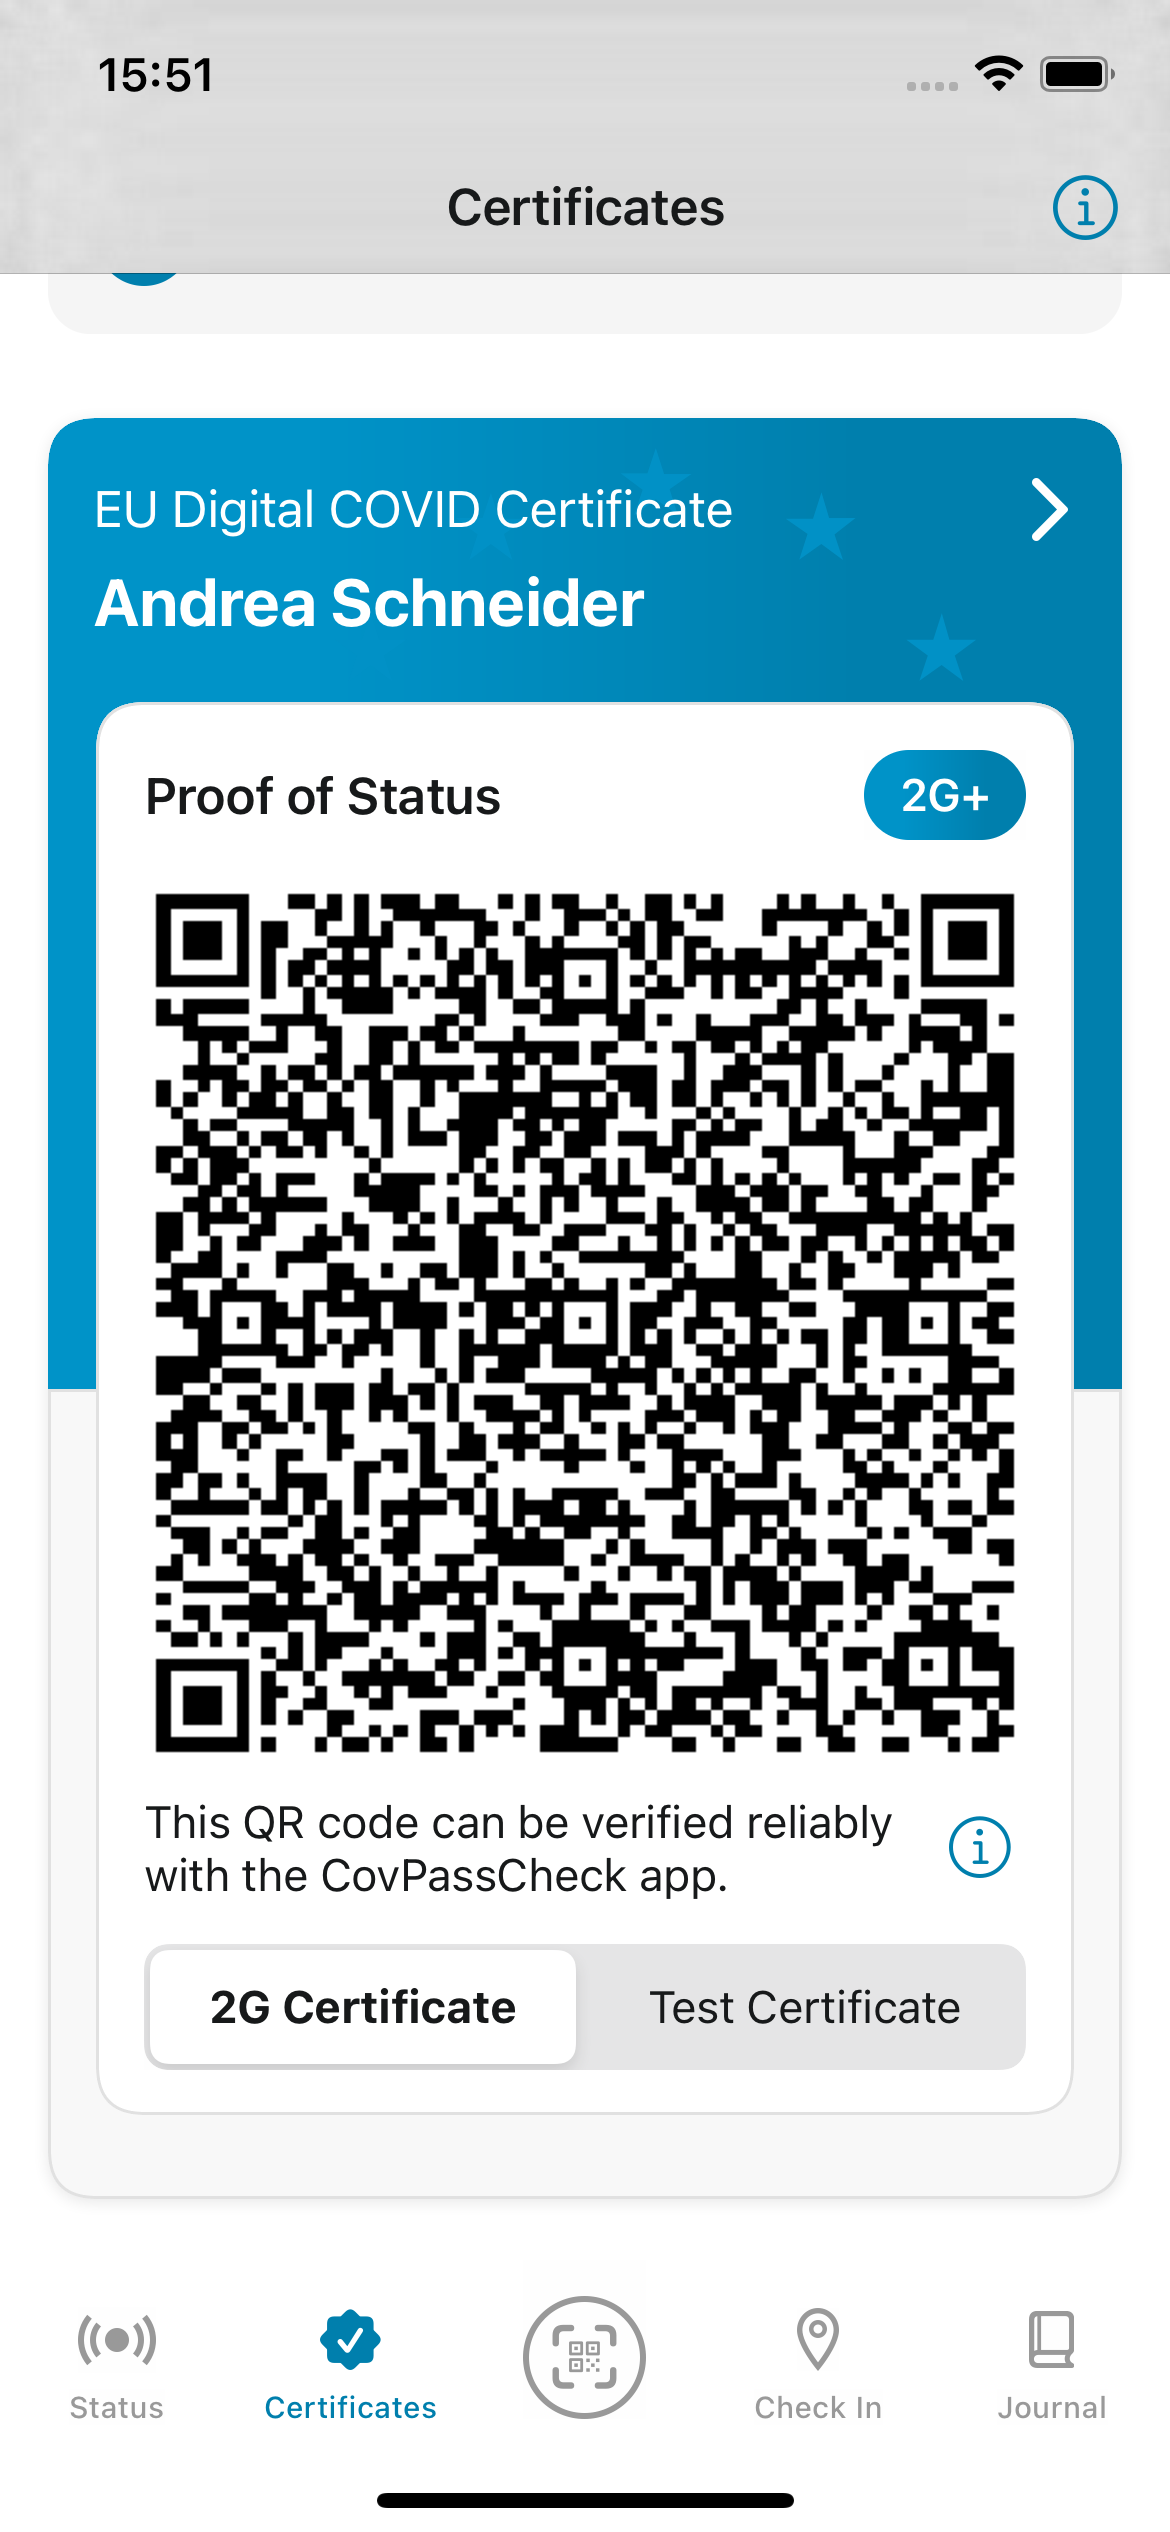 15:51
Certificates
EU Digital COVID Certificate
Andrea Schneider
Proof of Status
2G+
This QR code can be verified reliably
with the CovPassCheck app.
2G Certificate
Test Certificate
Status
Certificates
Check In
Journal